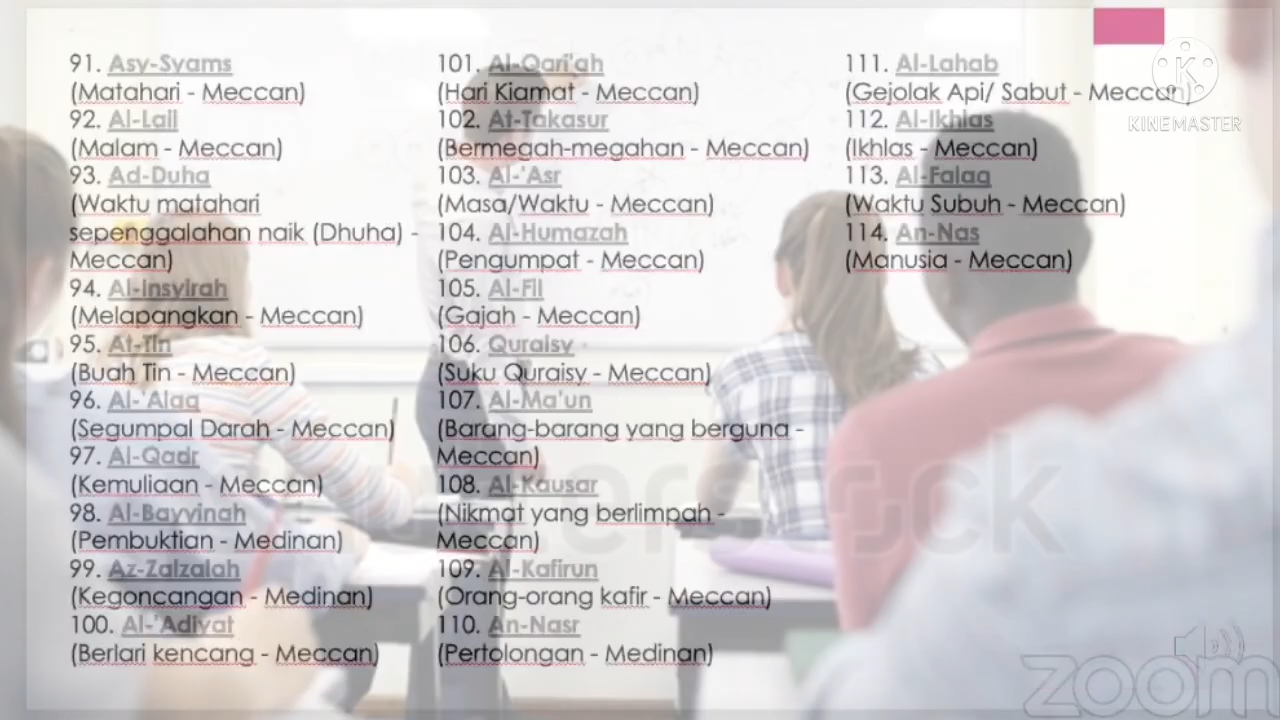 91. Asy-Syams
(Matahari - Meccan)
92. Al-Lail
(Malam - Meccan)
93. Ad-Duha
(Waktu matahari
sepenggalahan naik (Dhuha) -
Meccan)
94. Al-Insyirah
(Melapangkan - Meccan)
95. At-Tin
(Buah Tin - Meccan)
96. Al-'Alaq
(Segumpal Darah - Meccan)
97. Al-Qadr
(Kemuliaan - Meccan)
98. Al-Bayyinah
(Pembuktian - Medinan)
99. Az-Zalzalah
(Kegoncangan - Medinan)
100. Al-'Adiyat
(Berlari kencang - Meccan)
101. Al-Qari'ah
(Hari Kiamat - Meccan)
102. At-Takasur
(Bermegah-megahan - Meccan)
103. Al-'Asr
(Masa/Waktu - Meccan)
104. Al-Humazah
(Pengumpat - Meccan)
105. Al-Fil
(Gajah - Meccan)
106. Quraisy
(Suku Quraisy - Meccan)
107. Al-Ma'un
(Barang-barang yang berguna -
Meccan)
108. Al-Kausar
(Nikmat yang berlimpah -
Meccan)
109. Al-Kafirun
(Orang-orang kafir - Meccan)
110. An-Nasr
(Pertolongan - Medinan)
111. Al-Lahab
(Gejolak Api/ Sabut - Meccan)
112. Al-Ikhlas
(Ikhlas - Meccan)
113. Al-Falaq
(Waktu Subuh - Meccan)
114. An-Nas
(Manusia - Meccan)
K
KINEMASTER
zoom